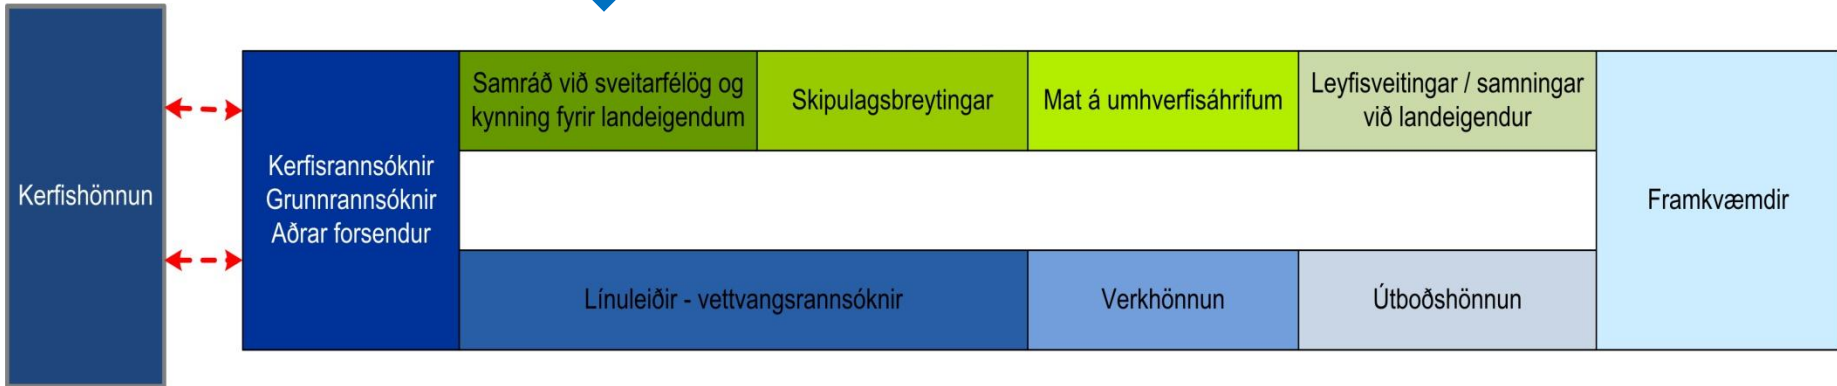 Kerfishönnun
Kerfisrannsóknir
Grunnrannsóknir
Aðrar forsendur
Samráð við sveitarfélög og
kynning fyrir landeigendum
Skipulagsbreytingar
Mat á umhverfisáhrifum
Leyfisveitingar / samningar
við landeigendur
Línuleiðir - vettvangsrannsóknir
Verkhönnun
Útboðshönnun
Framkvæmdir